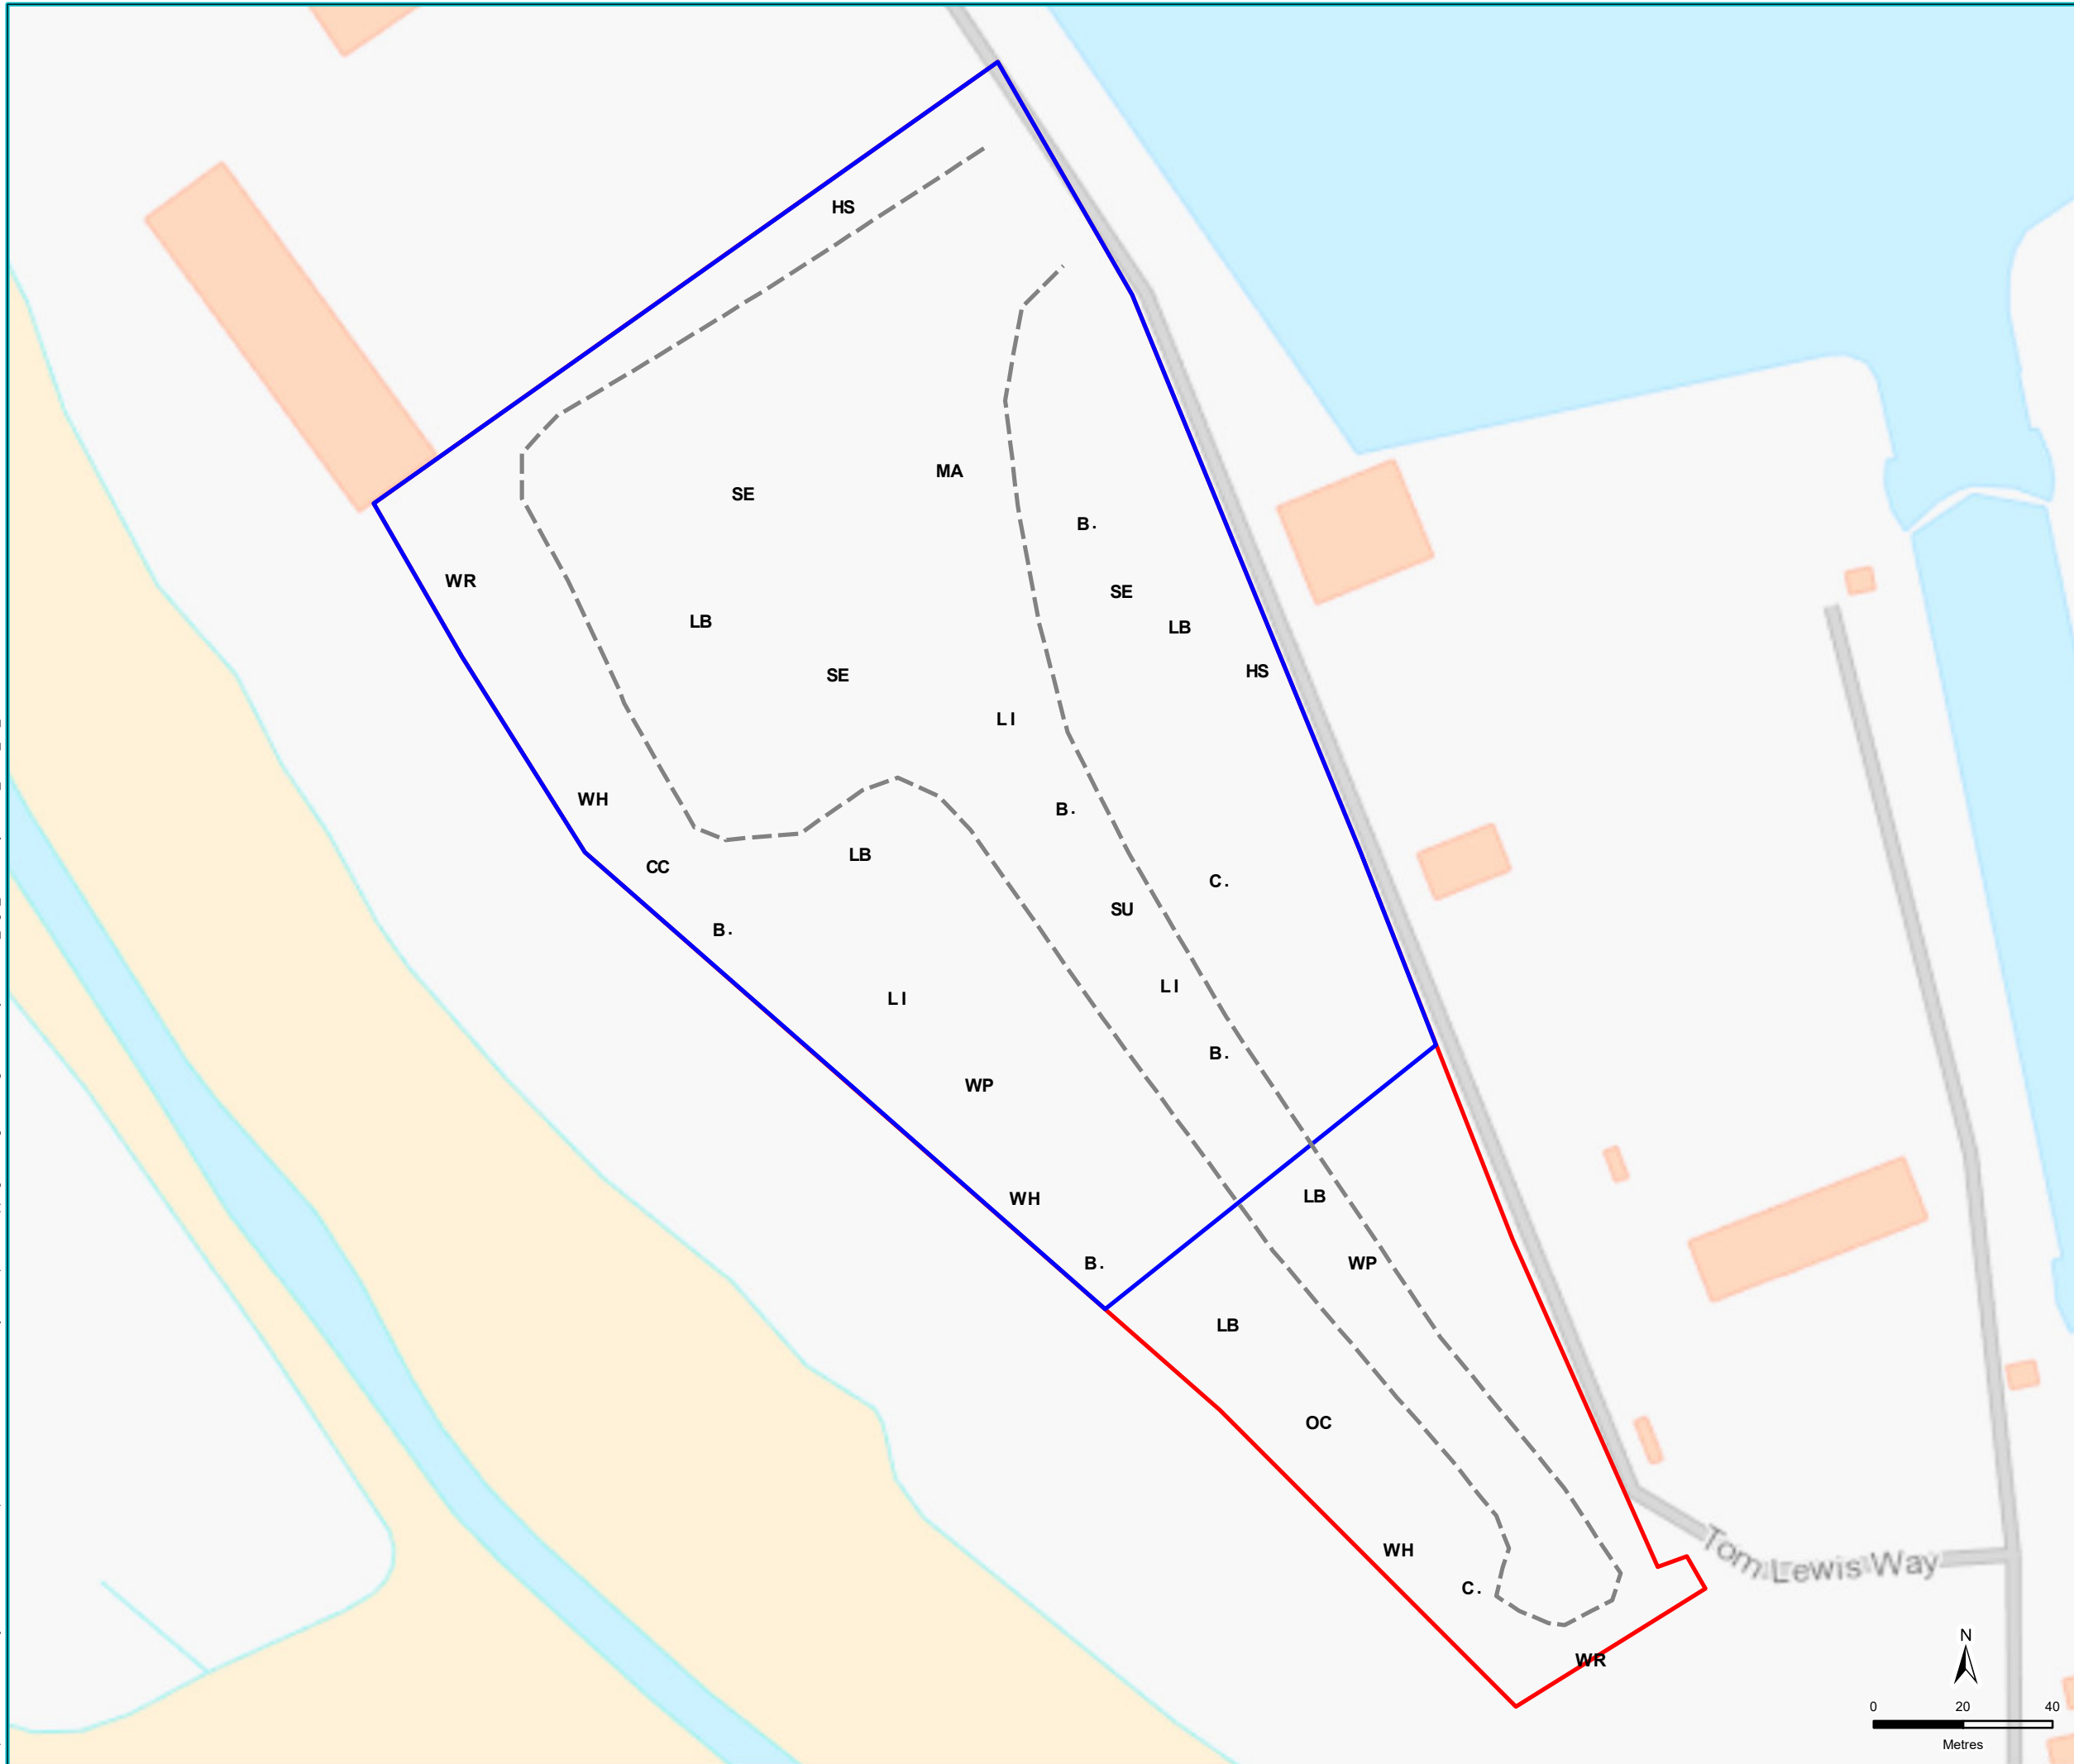 HS
MA
SE
B.
WR
SE
LB
LB
HS
SE
LI
WH
B.
LB
CC
C.
SU
B.
LI
LI
B.
WP
LB
WH
B.
WP
LB
OC
WH
Tom Lewis Way
C.
N
WR
0 20 40
Metres